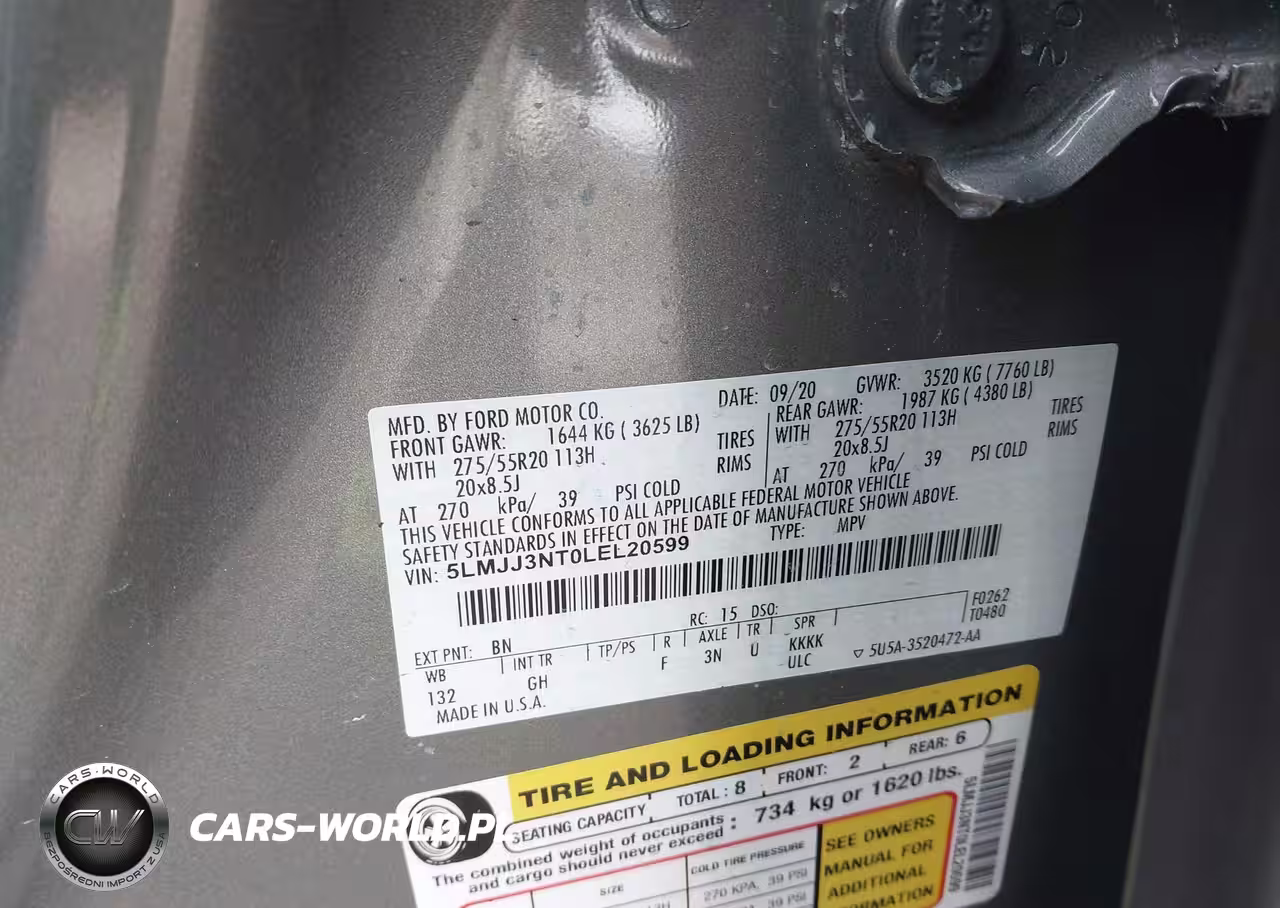 MFD. BY FORD MOTOR CO. DATE: 09/20 GVWR: 3520 KG ( 7760 LB)
FRONT GAWR: 1644 KG ( 3625 LB) REAR GAWR: 1987 KG ( 4380 LB)
WITH 275/55R20 113H TIRES WITH 275/55R20 113H TIRES
20x8.5J RIMS 20x8.5J RIMS
AT 270 kPa/ 39 PSI COLD AT 270 kPa/ 39 PSI COLD
THIS VEHICLE CONFORMS TO ALL APPLICABLE FEDERAL MOTOR VEHICLE
SAFETY STANDARDS IN EFFECT ON THE DATE OF MANUFACTURE SHOWN ABOVE.
VIN: 5LMJJ3NT0LEL20599 TYPE: MPV
F0262
T0480
EXT PNT: BN RC: 15 DSO:
WB INT TR TP/PS R AXLE TR SPR
132 GH F 3N U KKKK
ULC
▽ 5U5A-3520472-AA
MADE IN U.S.A.
TIRE AND LOADING INFORMATION
SEATING CAPACITY TOTAL: 8 FRONT: 2 REAR: 6
The combined weight of occupants
and cargo should never exceed : 734 kg or 1620 lbs.
SIZE COLD TIRE PRESSURE
270 KPA, 39 PSI
39 PSI
SEE OWNERS
MANUAL FOR
ADDITIONAL
CARS-WORLD
CW
BEZPOŚREDNI IMPORT Z USA
CARS-WORLD.P